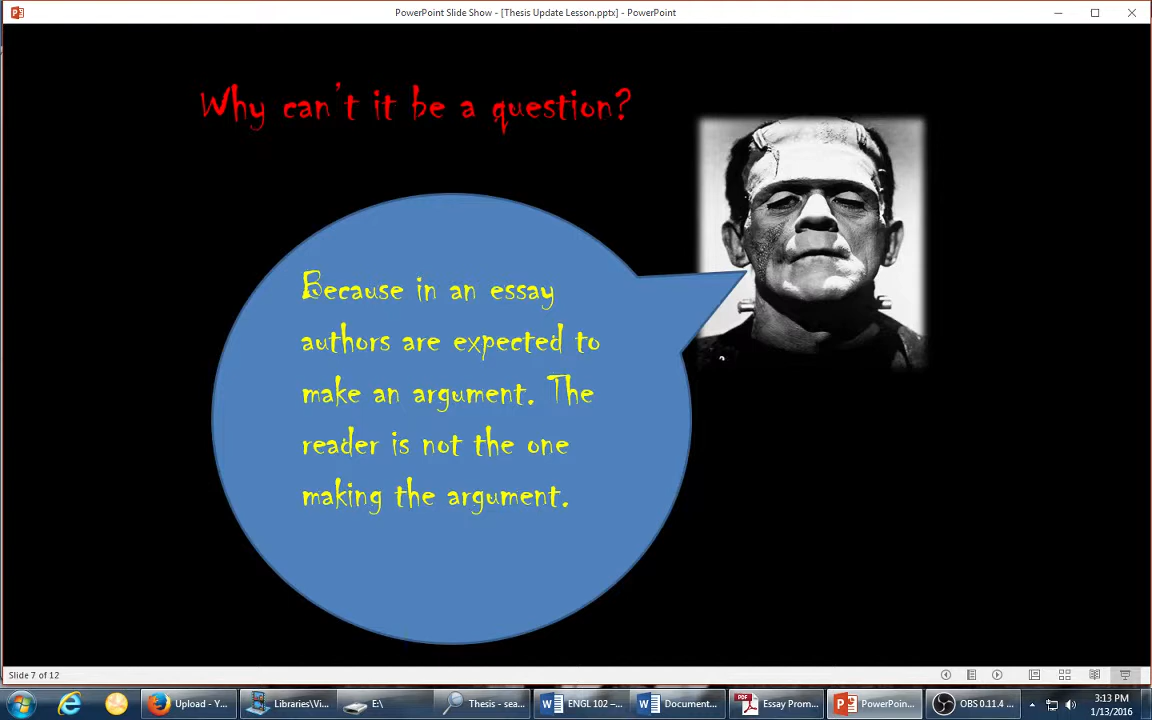 PowerPoint Slide Show - [Thesis Update Lesson.pptx] - PowerPoint
Why can't it be a question?
Because in an essay
authors are expected to
make an argument. The
reader is not the one
making the argument.
Slide 7 of 12
Upload - Y...
Libraries\Vi...
E:\
Thesis - sea...
ENGL 102 –...
Document...
Essay Prom...
PowerPoin...
OBS 0.11.4 ...
3:13 PM
1/13/2016